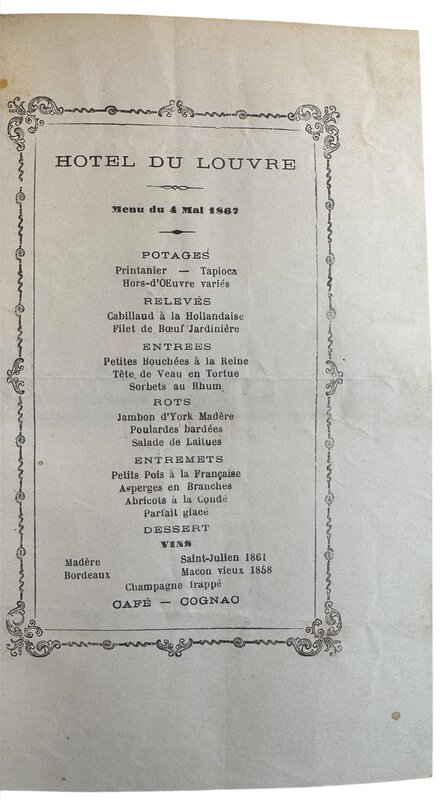 HOTEL DU LOUVRE
Menu du 4 Mai 1867
POTAGES
Printanier — Tapioca
Hors-d'OEuvre variés
RELEVÉS
Cabillaud à la Hollandaise
Filet de Bœuf Jardinière
ENTREES
Petites Bouchées à la Reine
Tête de Veau en Tortue
Sorbets au Rhum
ROTS
Jambon d'York Madère
Poulardes bardées
Salade de Laitues
ENTREMETS
Petits Pois à la Française
Asperges en Branches
Abricots à la Condé
Parfait glacé
DESSERT
VINS
Madère Saint-Julien 1861
Bordeaux Macon vieux 1858
Champagne frappé
CAFÉ — COGNAC